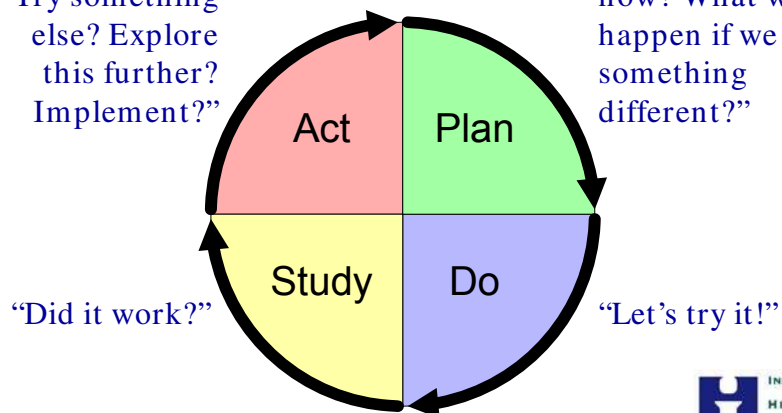 else? Explore
this further?
Implement?”
happen if we
something
different?”
Act
Plan
Study
Do
“Did it work?”
“Let’s try it!”